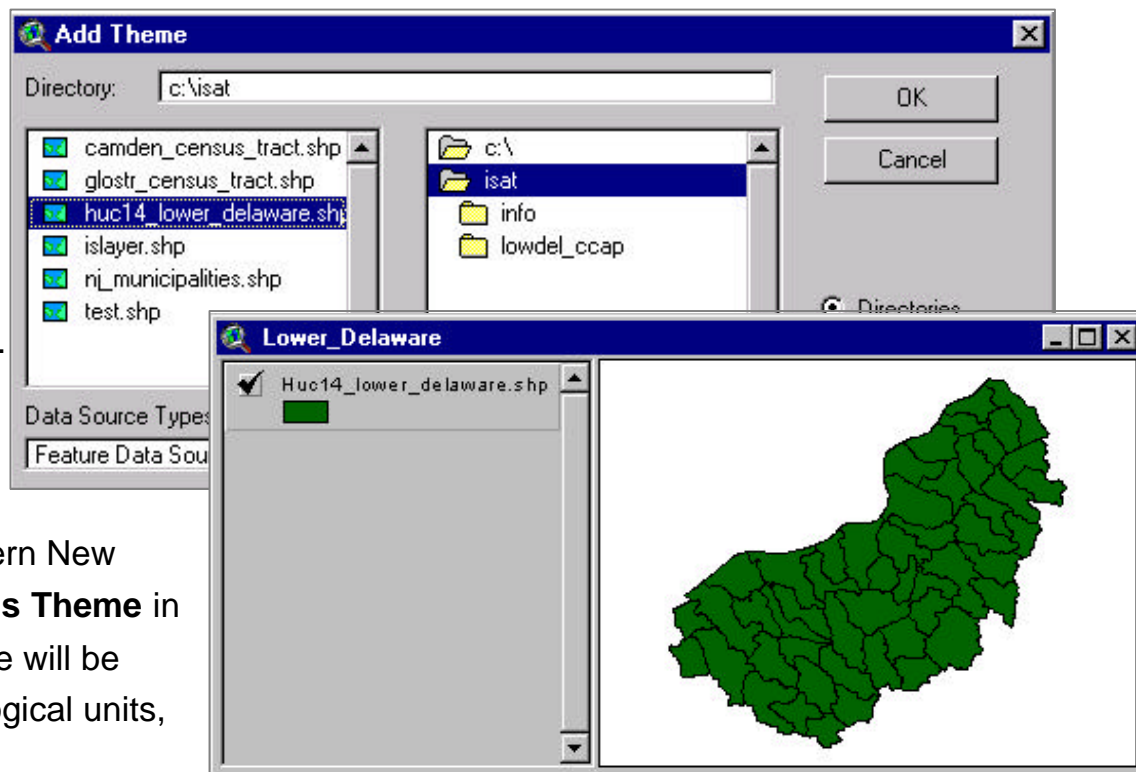 Add Theme
Directory: c:\isat
OK
Cancel
camden_census_tract.shp
glostr_census_tract.shp
huc14_lower_delaware.shp
islayer.shp
nj_municipalities.shp
test.shp
c:\
isat
info
lowdel_ccap
Directories
.
Data Source Types
Feature Data Sou
Lower_Delaware
Huc14_lower_delaware.shp
ern New
s Theme in
e will be
ogical units,